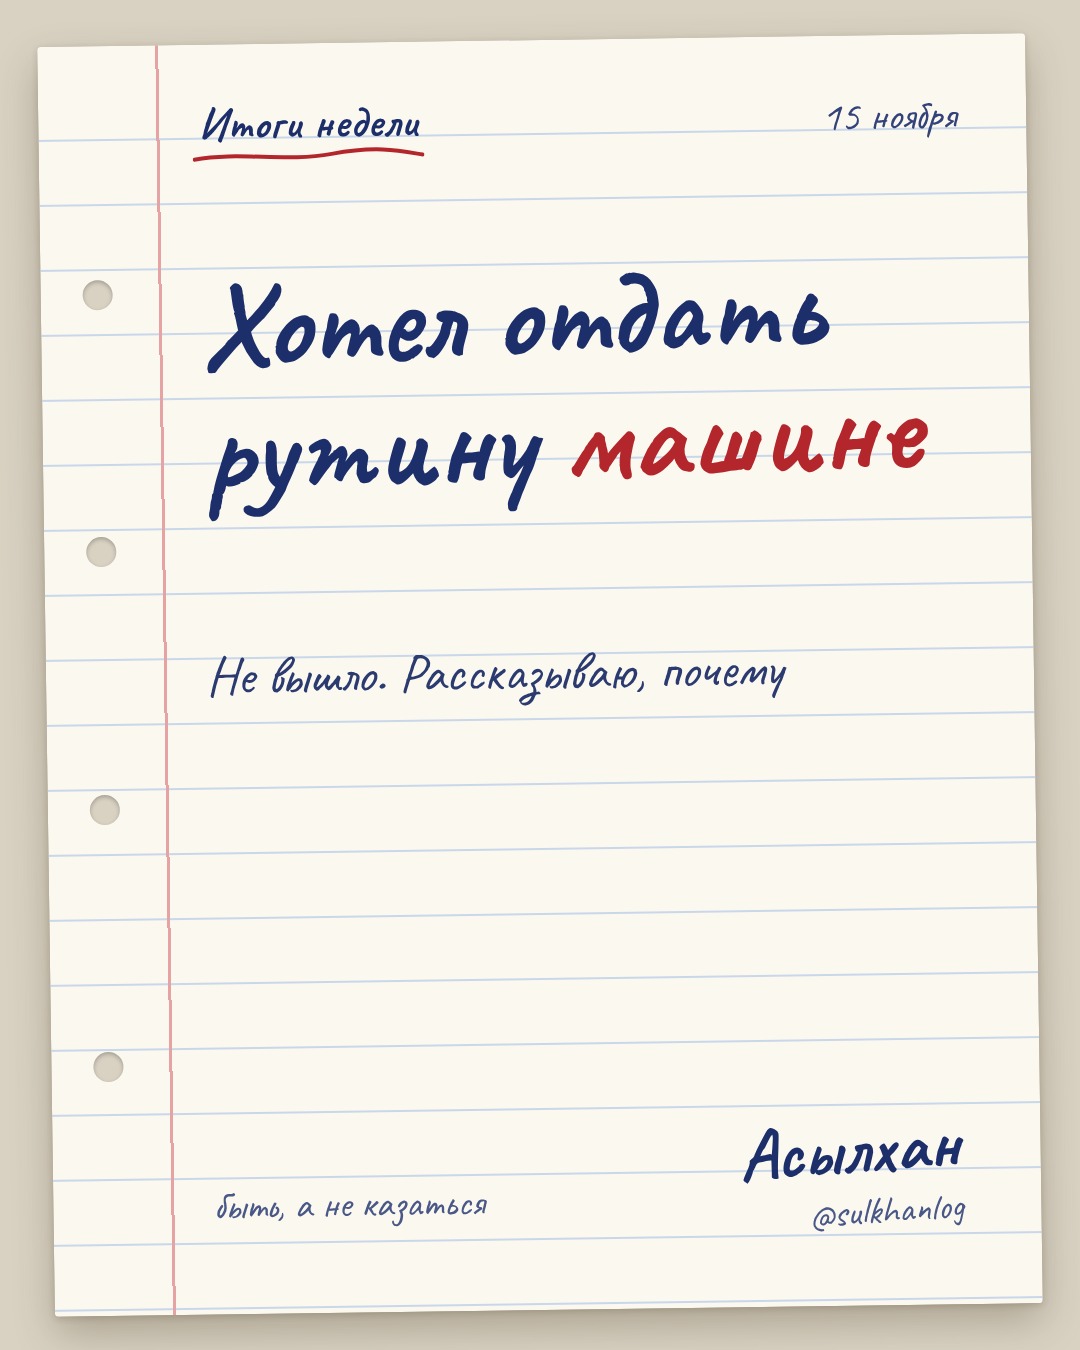 Итоги недели
15 ноября
Хотел отдать
рутину машине
Не вышло. Рассказываю, почему
Асылхан
быть, а не казаться
@sulkhanlog